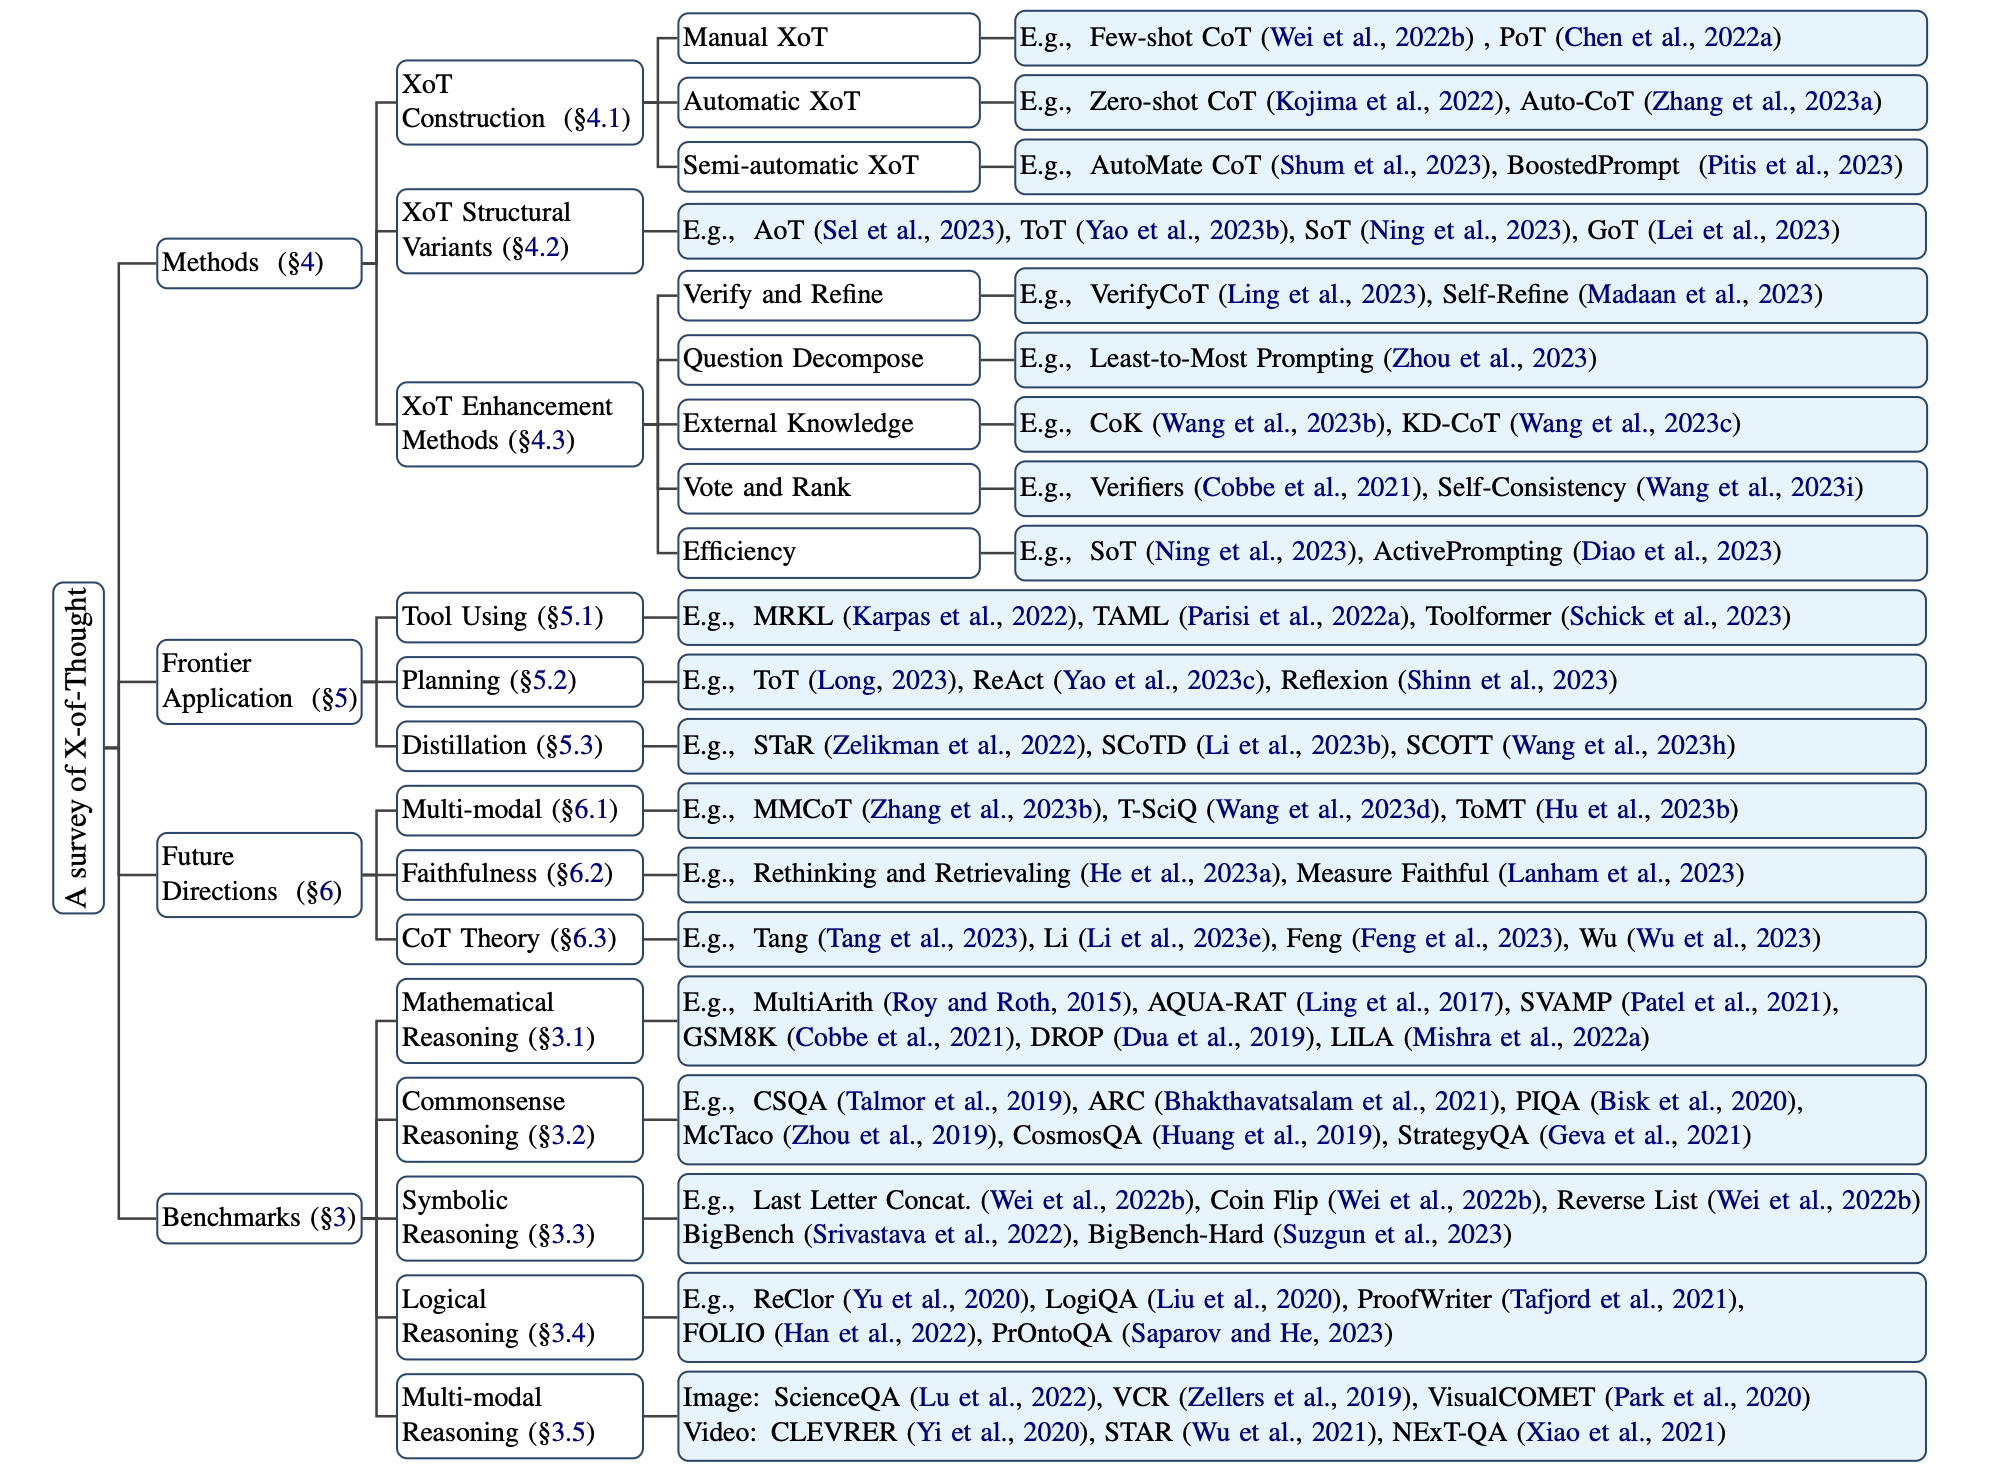 A survey of X-of-Thought
Methods (§4)
XoT
Construction (§4.1)
Manual XoT
E.g., Few-shot CoT (Wei et al., 2022b) , PoT (Chen et al., 2022a)
Automatic XoT
E.g., Zero-shot CoT (Kojima et al., 2022), Auto-CoT (Zhang et al., 2023a)
Semi-automatic XoT
E.g., AutoMate CoT (Shum et al., 2023), BoostedPrompt (Pitis et al., 2023)
XoT Structural
Variants (§4.2)
E.g., AoT (Sel et al., 2023), ToT (Yao et al., 2023b), SoT (Ning et al., 2023), GoT (Lei et al., 2023)
XoT Enhancement
Methods (§4.3)
Verify and Refine
E.g., VerifyCoT (Ling et al., 2023), Self-Refine (Madaan et al., 2023)
Question Decompose
E.g., Least-to-Most Prompting (Zhou et al., 2023)
External Knowledge
E.g., CoK (Wang et al., 2023b), KD-CoT (Wang et al., 2023c)
Vote and Rank
E.g., Verifiers (Cobbe et al., 2021), Self-Consistency (Wang et al., 2023i)
Efficiency
E.g., SoT (Ning et al., 2023), ActivePrompting (Diao et al., 2023)
Frontier
Application (§5)
Tool Using (§5.1)
E.g., MRKL (Karpas et al., 2022), TAML (Parisi et al., 2022a), Toolformer (Schick et al., 2023)
Planning (§5.2)
E.g., ToT (Long, 2023), ReAct (Yao et al., 2023c), Reflexion (Shinn et al., 2023)
Distillation (§5.3)
E.g., STaR (Zelikman et al., 2022), SCoTD (Li et al., 2023b), SCOTT (Wang et al., 2023h)
Future
Directions (§6)
Multi-modal (§6.1)
E.g., MMCoT (Zhang et al., 2023b), T-SciQ (Wang et al., 2023d), ToMT (Hu et al., 2023b)
Faithfulness (§6.2)
E.g., Rethinking and Retrievaling (He et al., 2023a), Measure Faithful (Lanham et al., 2023)
CoT Theory (§6.3)
E.g., Tang (Tang et al., 2023), Li (Li et al., 2023e), Feng (Feng et al., 2023), Wu (Wu et al., 2023)
Benchmarks (§3)
Mathematical
Reasoning (§3.1)
E.g., MultiArith (Roy and Roth, 2015), AQUA-RAT (Ling et al., 2017), SVAMP (Patel et al., 2021),
GSM8K (Cobbe et al., 2021), DROP (Dua et al., 2019), LILA (Mishra et al., 2022a)
Commonsense
Reasoning (§3.2)
E.g., CSQA (Talmor et al., 2019), ARC (Bhakthavatsalam et al., 2021), PIQA (Bisk et al., 2020),
McTaco (Zhou et al., 2019), CosmosQA (Huang et al., 2019), StrategyQA (Geva et al., 2021)
Symbolic
Reasoning (§3.3)
E.g., Last Letter Concat. (Wei et al., 2022b), Coin Flip (Wei et al., 2022b), Reverse List (Wei et al., 2022b)
BigBench (Srivastava et al., 2022), BigBench-Hard (Suzgun et al., 2023)
Logical
Reasoning (§3.4)
E.g., ReClor (Yu et al., 2020), LogiQA (Liu et al., 2020), ProofWriter (Tafjord et al., 2021),
FOLIO (Han et al., 2022), PrOntoQA (Saparov and He, 2023)
Multi-modal
Reasoning (§3.5)
Image: ScienceQA (Lu et al., 2022), VCR (Zellers et al., 2019), VisualCOMET (Park et al., 2020)
Video: CLEVRER (Yi et al., 2020), STAR (Wu et al., 2021), NExT-QA (Xiao et al., 2021)